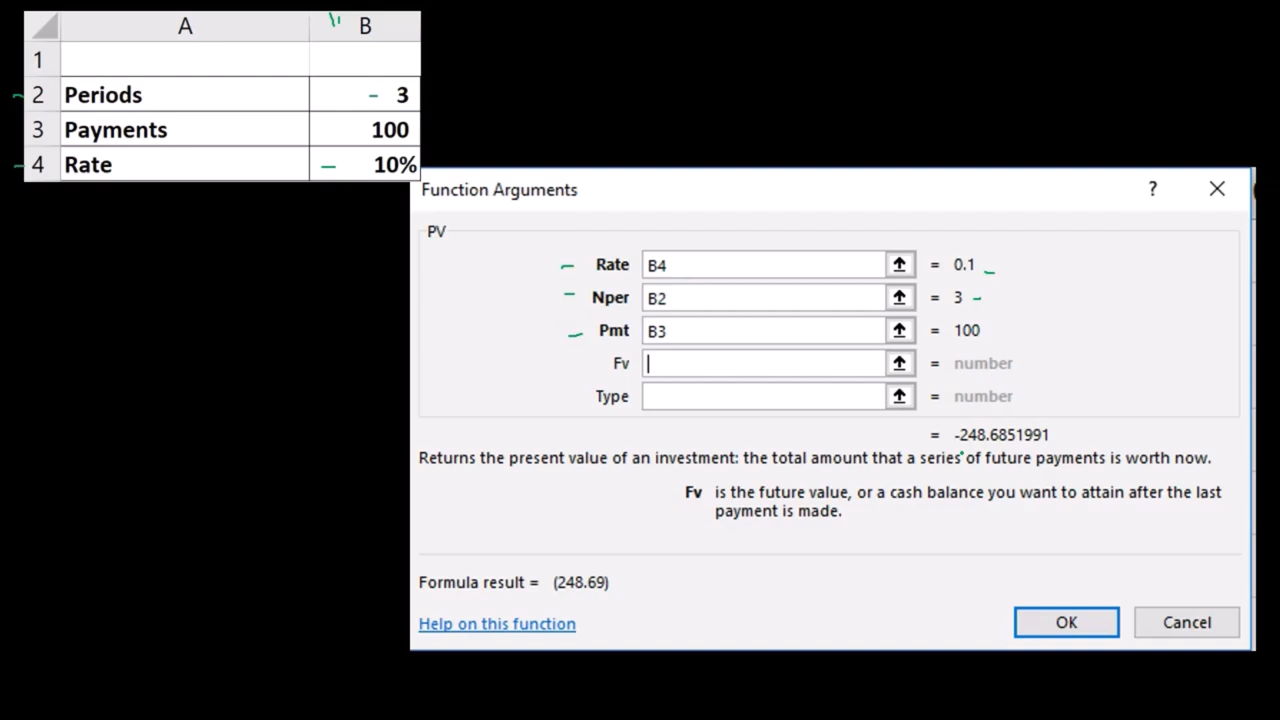 A B
1
2 Periods 3
3 Payments 100
4 Rate 10%
Function Arguments ?
PV
Rate B4 = 0.1
Nper B2 = 3
Pmt B3 = 100
Fv = number
Type = number
= -248.6851991
Returns the present value of an investment: the total amount that a series of future payments is worth now.
Fv is the future value, or a cash balance you want to attain after the last
payment is made.
Formula result = (248.69)
Help on this function OK Cancel